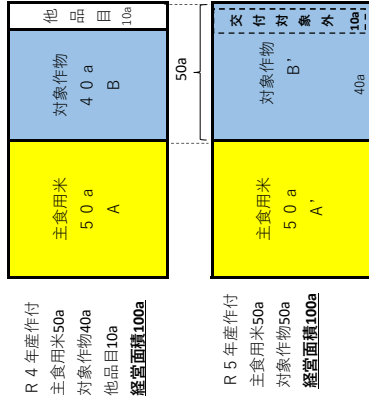 R４年産作付
主食用米50a
対象作物40a
他品目10a
経営面積100a
主食用米
５０a
A
対象作物
４０a
B
他品目
10a
50a
R５年産作付
主食用米50a
対象作物50a
経営面積100a
主食用米
５０a
A’
対象作物
B’
40a
交付対象外
10a